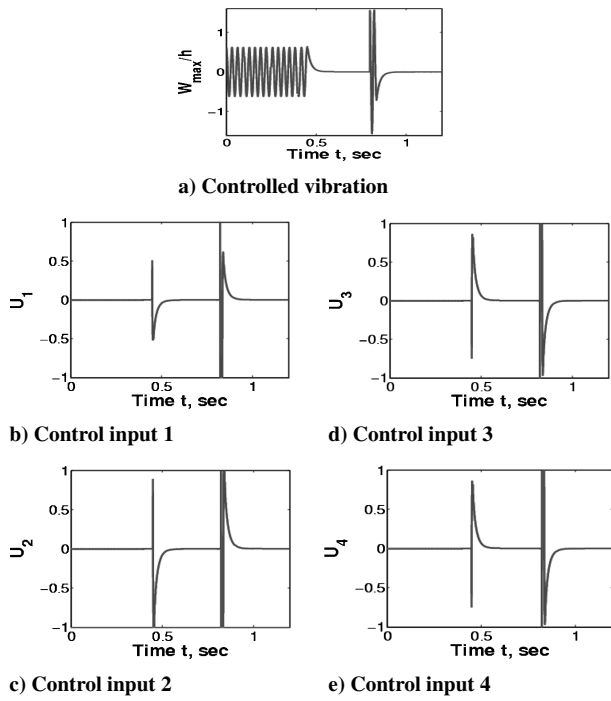 W_max/h
1
0
−1
0
0.5
1
Time t, sec
a) Controlled vibration
U_1
1
0.5
0
−0.5
−1
0
0.5
1
Time t, sec
b) Control input 1
U_3
1
0.5
0
−0.5
−1
0
0.5
1
Time t, sec
d) Control input 3
U_2
1
0.5
0
−0.5
−1
0
0.5
1
Time t, sec
c) Control input 2
U_4
1
0.5
0
−0.5
−1
0
0.5
1
Time t, sec
e) Control input 4